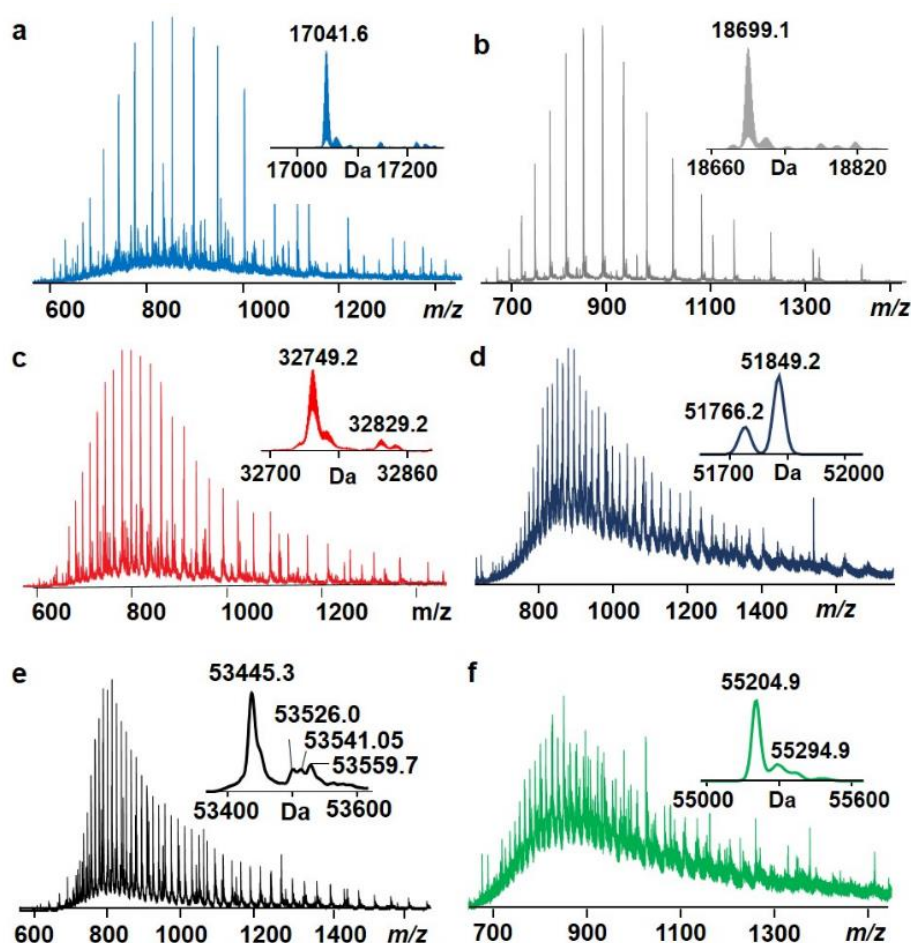 a
17041.6
17000 Da 17200
600 800 1000 1200 m/z
b
18699.1
18660 Da 18820
700 900 1100 1300 m/z
c
32749.2
32829.2
32700 Da 32860
600 800 1000 1200 m/z
d
51849.2
51766.2
51700 Da 52000
800 1000 1200 1400 m/z
e
53445.3
53526.0
53541.05
53559.7
53400 Da 53600
600 800 1000 1200 1400 m/z
f
55204.9
55294.9
55000 Da 55600
700 900 1100 1300 m/z